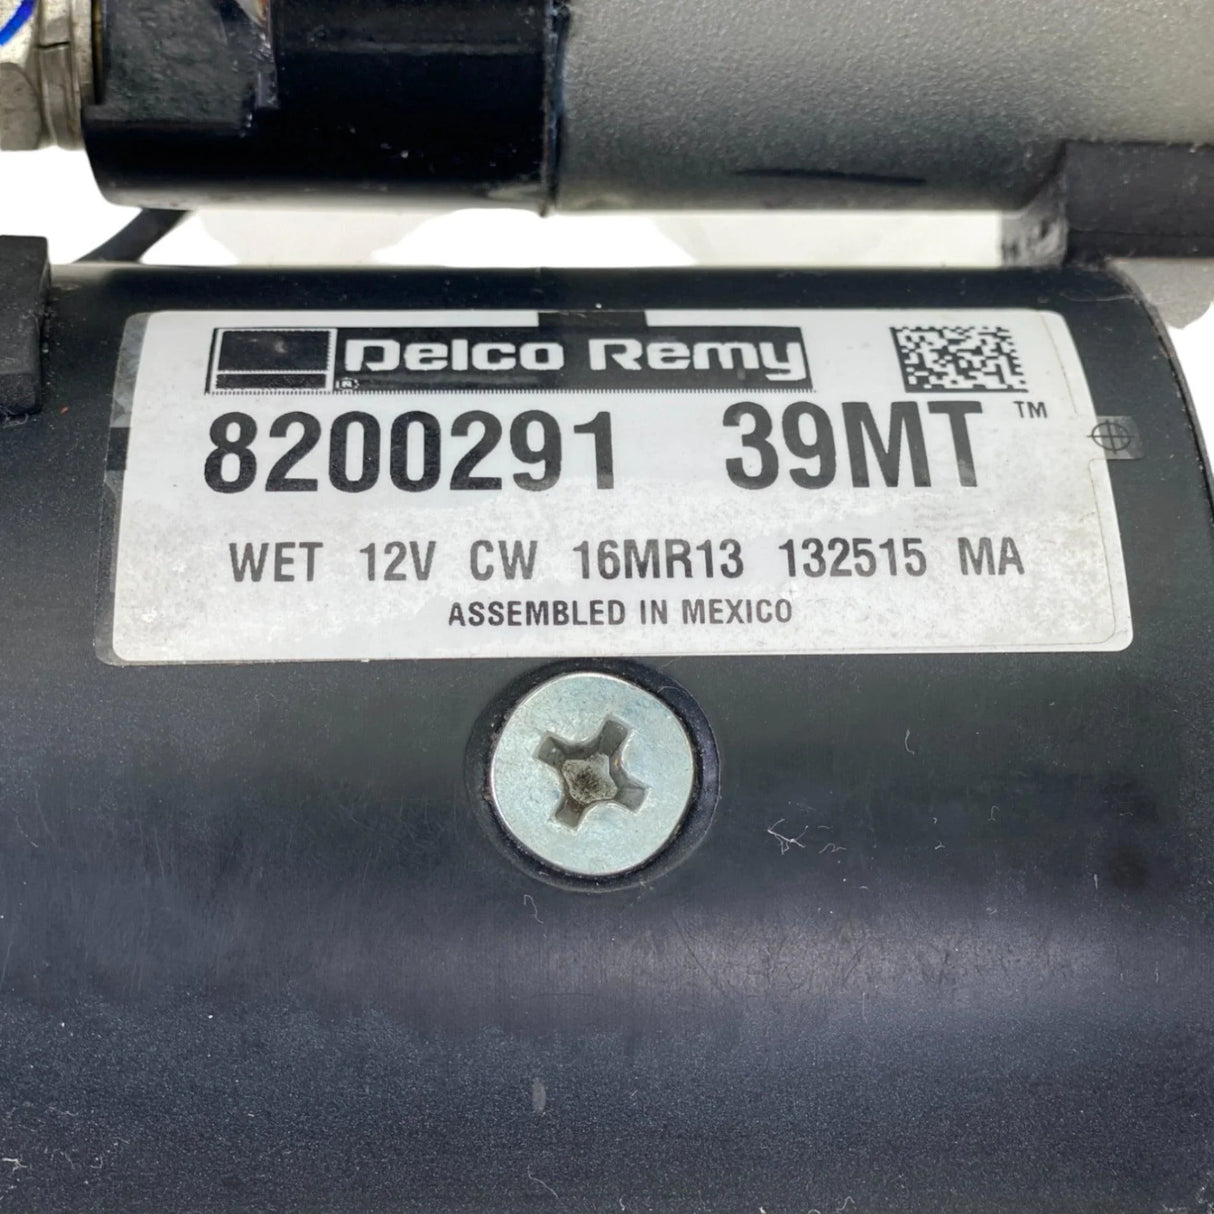 Delco Remy
8200291 39MT™
WET 12V CW 16MR13 132515 MA
ASSEMBLED IN MEXICO